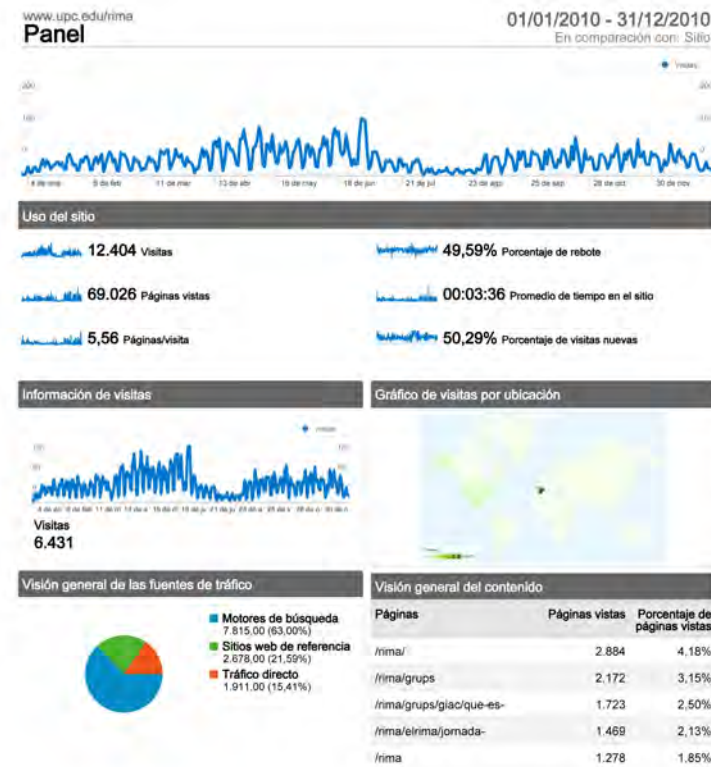 www.upc.edu/rima
Panel
01/01/2010 - 31/12/2010
En comparación con: Sitio
Visitas
Uso del sitio
12.404 Visitas
49,59% Porcentaje de rebote
69.026 Páginas vistas
00:03:36 Promedio de tiempo en el sitio
5,56 Páginas/visita
50,29% Porcentaje de visitas nuevas
Información de visitas
Gráfico de visitas por ubicación
Visitas
6.431
Visión general de las fuentes de tráfico
Visión general del contenido
Motores de búsqueda
7.815,00 (63,00%)
Sitios web de referencia
2.678,00 (21,59%)
Tráfico directo
1.911,00 (15,41%)
Páginas Páginas vistas Porcentaje de
páginas vistas
/rima/ 2.884 4,18%
/rima/grups 2.172 3,15%
/rima/grups/giac/que-es- 1.723 2,50%
/rima/elrima/jornada- 1.469 2,13%
/rima 1.278 1,85%